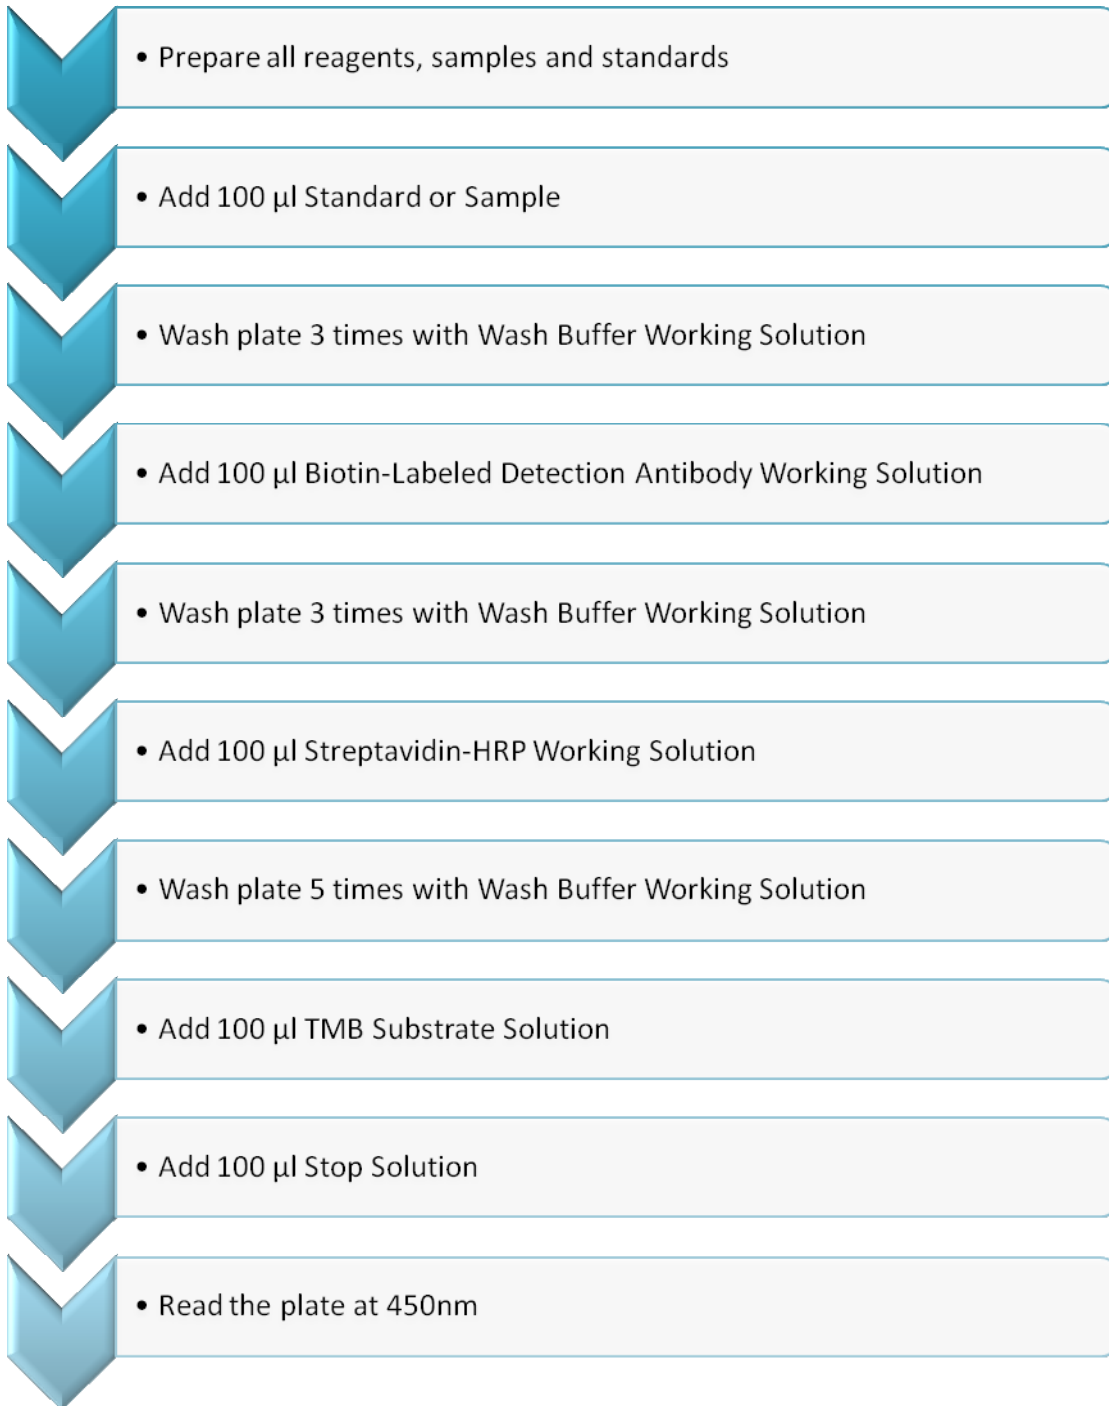 • Prepare all reagents, samples and standards
• Add 100 µl Standard or Sample
• Wash plate 3 times with Wash Buffer Working Solution
• Add 100 µl Biotin-Labeled Detection Antibody Working Solution
• Wash plate 3 times with Wash Buffer Working Solution
• Add 100 µl Streptavidin-HRP Working Solution
• Wash plate 5 times with Wash Buffer Working Solution
• Add 100 µl TMB Substrate Solution
• Add 100 µl Stop Solution
• Read the plate at 450nm